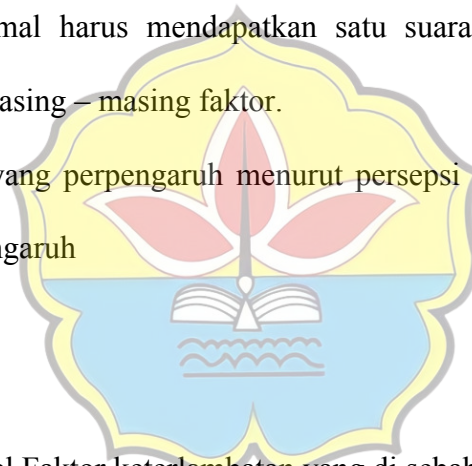 mal harus mendapatkan satu suara
asing – masing faktor.
yang perpengaruh menurut persepsi
ngaruh
Faktor keterlambatan yang di sebab